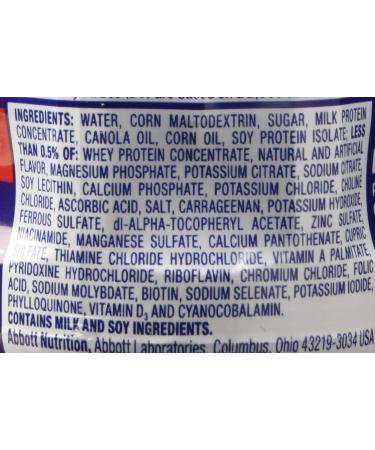 INGREDIENTS: WATER, CORN MALTODEXTRIN, SUGAR, MILK PROTEIN
CONCENTRATE, CANOLA OIL, CORN OIL, SOY PROTEIN ISOLATE; LESS
THAN 0.5% OF: WHEY PROTEIN CONCENTRATE, NATURAL AND ARTIFICIAL
FLAVOR, MAGNESIUM PHOSPHATE, POTASSIUM CITRATE, SODIUM CITRATE,
SOY LECITHIN, CALCIUM PHOSPHATE, POTASSIUM CHLORIDE, CHOLINE
CHLORIDE, ASCORBIC ACID, SALT, CARRAGEENAN, POTASSIUM HYDROXIDE,
FERROUS SULFATE, dl-ALPHA-TOCOPHERYL ACETATE, ZINC SULFATE,
NIACINAMIDE, MANGANESE SULFATE, CALCIUM PANTOTHENATE, CUPRIC
SULFATE, THIAMINE CHLORIDE HYDROCHLORIDE, VITAMIN A PALMITATE,
PYRIDOXINE HYDROCHLORIDE, RIBOFLAVIN, CHROMIUM CHLORIDE, FOLIC
ACID, SODIUM MOLYBDATE, BIOTIN, SODIUM SELENATE, POTASSIUM IODIDE,
PHYLLOQUINONE, VITAMIN D₃ AND CYANOCOBALAMIN.
CONTAINS MILK AND SOY INGREDIENTS.
Abbott Nutrition, Abbott Laboratories, Columbus, Ohio 43219-3034 USA